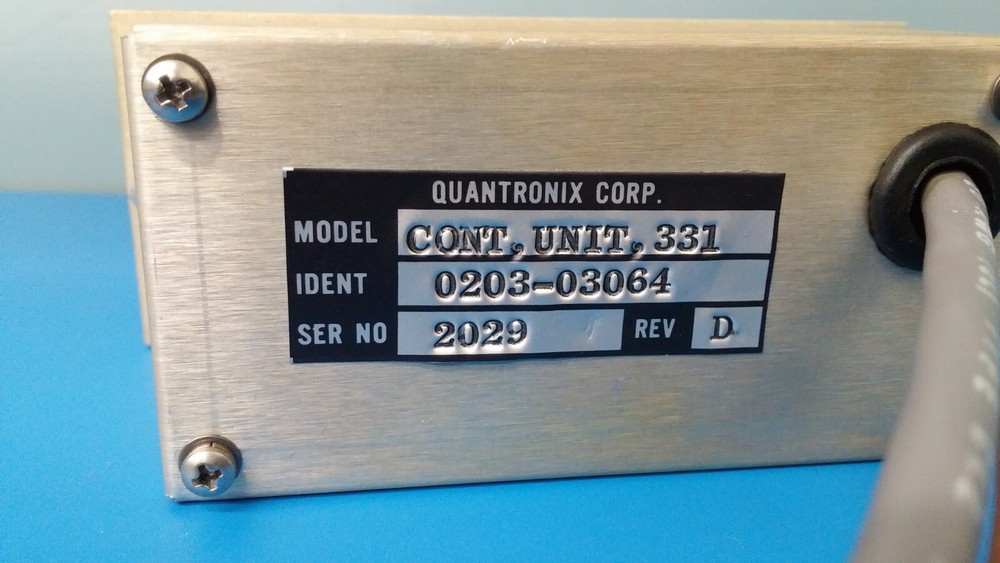 QUANTRONIX CORP.
MODEL CONT,UNIT,331
IDENT 0203-03064
SER NO 2029 REV D